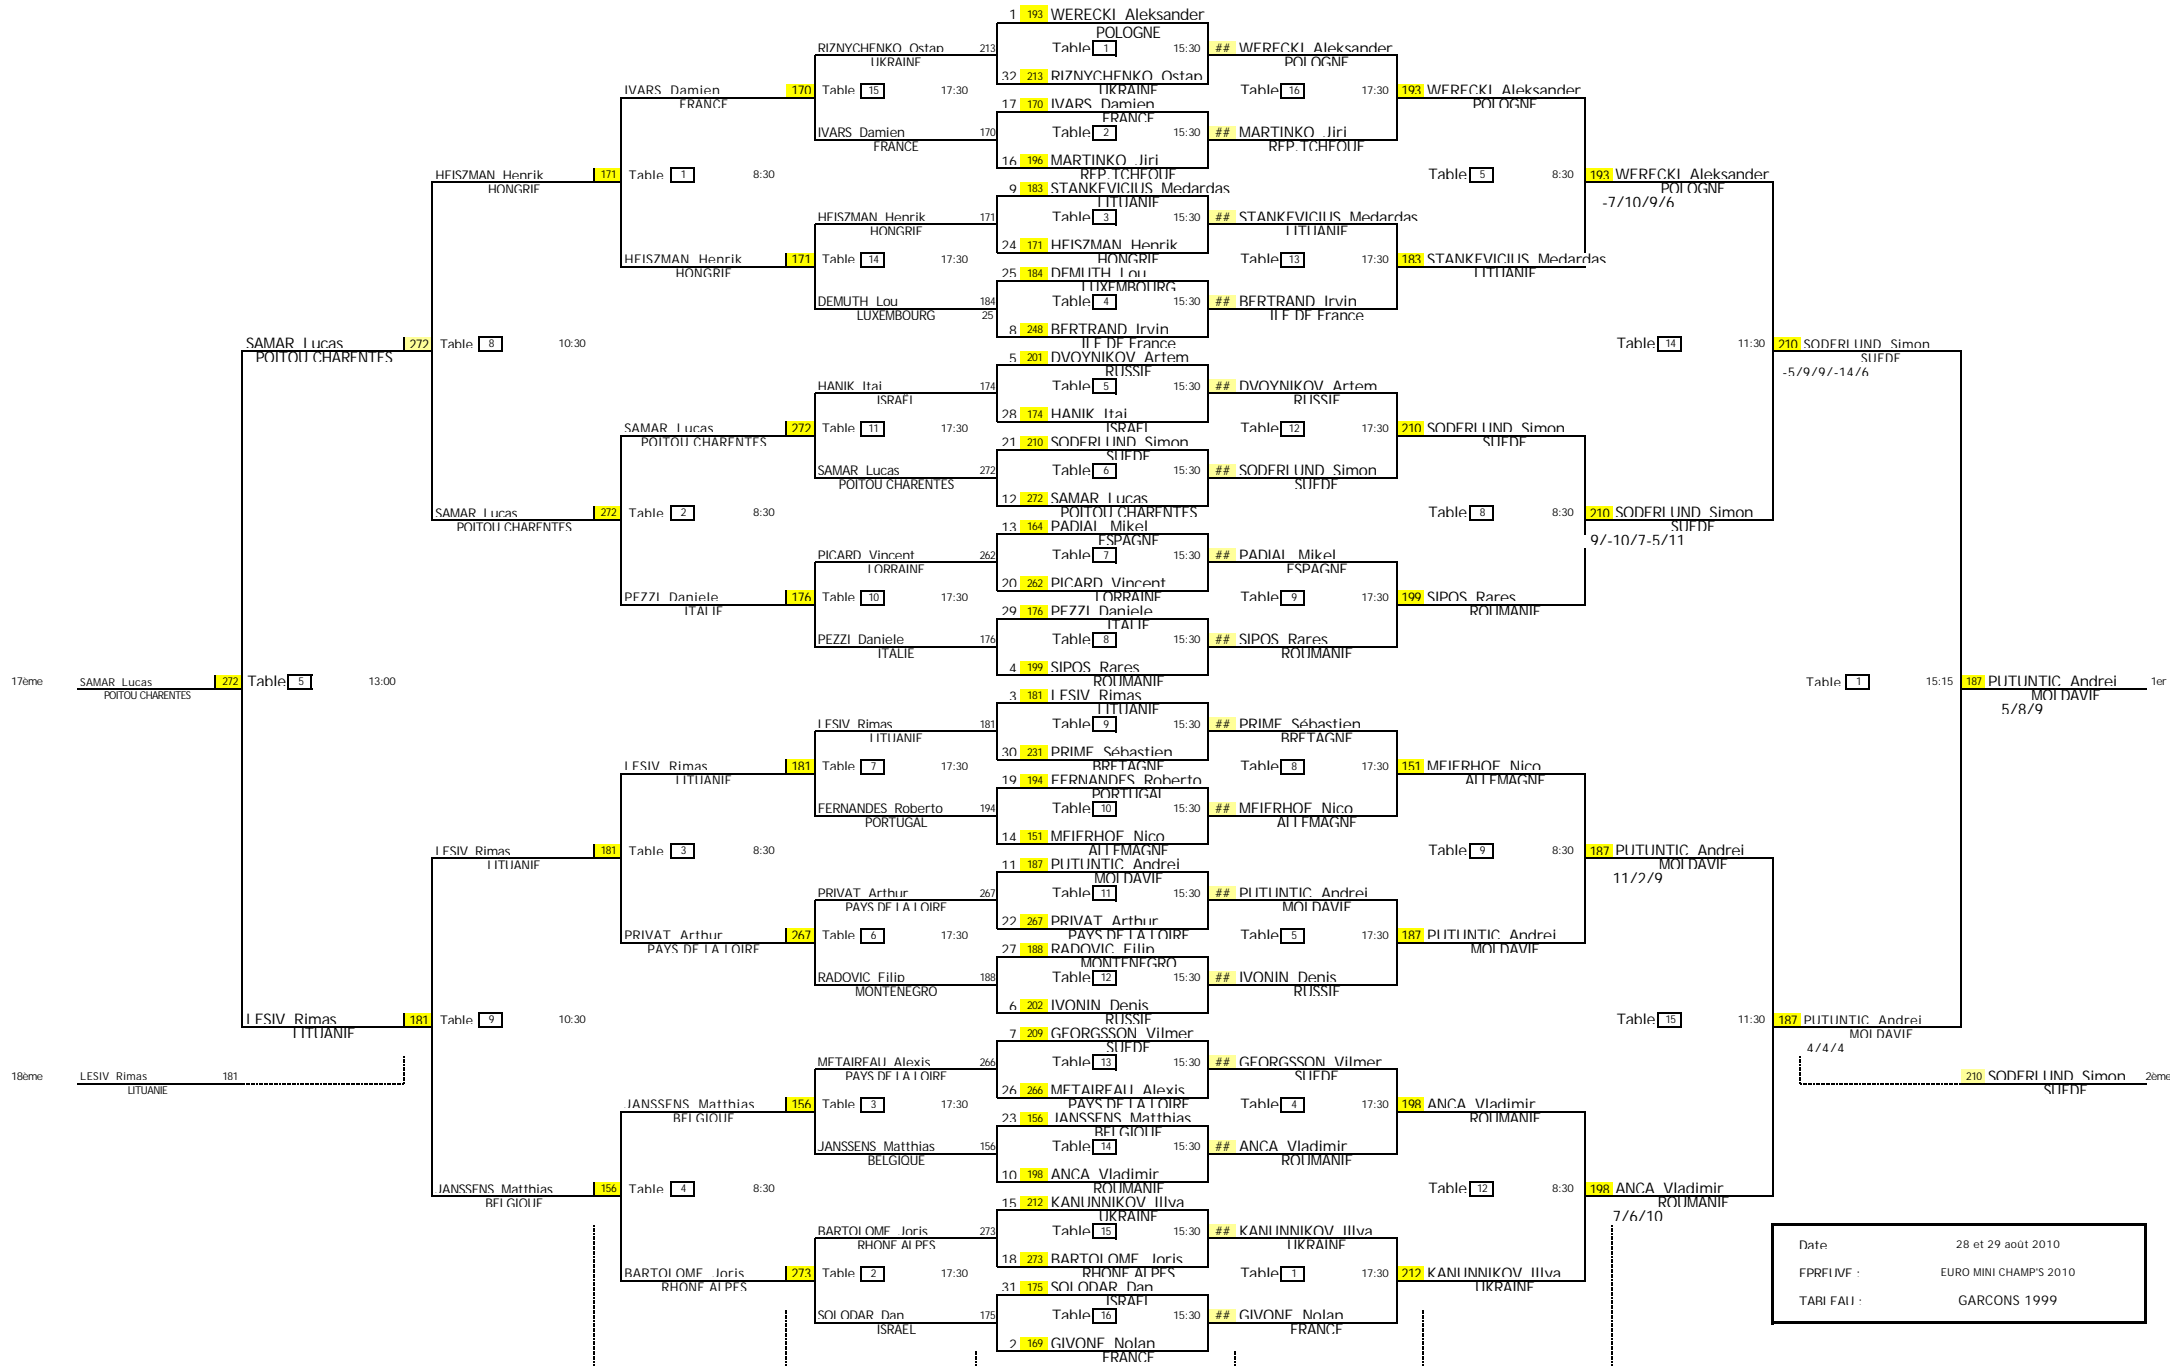 1 193 WERECKI Aleksander
POLOGNE
RIZNYCHENKO Ostap 213 Table 1 15:30 ## WERECKI Aleksander
UKRAINE POLOGNE
32 213 RIZNYCHENKO Ostap
IVARS Damien 170 Table 15 17:30 UKRAINE Table 16 17:30 193 WERECKI Aleksander
FRANCE 17 170 IVARS Damien POLOGNE
FRANCE
IVARS Damien 170 Table 2 15:30 ## MARTINKO Jiri
FRANCE REP.TCHEQUE
16 196 MARTINKO Jiri
HEISZMAN Henrik 171 Table 1 8:30 REP.TCHEQUE Table 5 8:30 193 WERECKI Aleksander
HONGRIE 9 183 STANKEVICIUS Medardas POLOGNE
LITUANIE -7/10/9/6
HEISZMAN Henrik 171 Table 3 15:30 ## STANKEVICIUS Medardas
HONGRIE LITUANIE
24 171 HEISZMAN Henrik
HEISZMAN Henrik 171 Table 14 17:30 HONGRIE Table 13 17:30 183 STANKEVICIUS Medardas
HONGRIE 25 184 DEMUTH Lou LITUANIE
LUXEMBOURG
DEMUTH Lou 184 Table 4 15:30 ## BERTRAND Irvin
LUXEMBOURG 25 ILE DE France
8 248 BERTRAND Irvin
SAMAR Lucas 272 Table 8 10:30 ILE DE France Table 14 11:30 210 SODERLUND Simon
POITOU CHARENTES 5 201 DVOYNIKOV Artem SUEDE
RUSSIE -5/9/9/-14/6
HANIK Itai 174 Table 5 15:30 ## DVOYNIKOV Artem
ISRAËL RUSSIE
28 174 HANIK Itai
SAMAR Lucas 272 Table 11 17:30 ISRAËL Table 12 17:30 210 SODERLUND Simon
POITOU CHARENTES 21 210 SODERLUND Simon SUEDE
SUEDE
SAMAR Lucas 272 Table 6 15:30 ## SODERLUND Simon
POITOU CHARENTES SUEDE
12 272 SAMAR Lucas
SAMAR Lucas 272 Table 2 8:30 POITOU CHARENTES Table 8 8:30 210 SODERLUND Simon
POITOU CHARENTES 13 164 PADIAL Mikel SUEDE
ESPAGNE 9/-10/7-5/11
PICARD Vincent 262 Table 7 15:30 ## PADIAL Mikel
LORRAINE ESPAGNE
20 262 PICARD Vincent
PEZZI Daniele 176 Table 10 17:30 LORRAINE Table 9 17:30 199 SIPOS Rares
ITALIE 29 176 PEZZI Daniele ROUMANIE
ITALIE
PEZZI Daniele 176 Table 8 15:30 ## SIPOS Rares
ITALIE ROUMANIE
4 199 SIPOS Rares
17ème SAMAR Lucas 272 Table 5 13:00 ROUMANIE Table 1 15:15 187 PUTUNTIC Andrei 1er
POITOU CHARENTES 3 181 LESIV Rimas MOLDAVIE
LITUANIE 5/8/9
LESIV Rimas 181 Table 9 15:30 ## PRIME Sébastien
LITUANIE BRETAGNE
30 231 PRIME Sébastien
LESIV Rimas 181 Table 7 17:30 BRETAGNE Table 8 17:30 151 MEIERHOF Nico
LITUANIE 19 194 FERNANDES Roberto ALLEMAGNE
PORTUGAL
FERNANDES Roberto 194 Table 10 15:30 ## MEIERHOF Nico
PORTUGAL ALLEMAGNE
14 151 MEIERHOF Nico
LESIV Rimas 181 Table 3 8:30 ALLEMAGNE Table 9 8:30 187 PUTUNTIC Andrei
LITUANIE 11 187 PUTUNTIC Andrei MOLDAVIE
MOLDAVIE 11/2/9
PRIVAT Arthur 267 Table 11 15:30 ## PUTUNTIC Andrei
PAYS DE LA LOIRE MOLDAVIE
22 267 PRIVAT Arthur
PRIVAT Arthur 267 Table 6 17:30 PAYS DE LA LOIRE Table 5 17:30 187 PUTUNTIC Andrei
PAYS DE LA LOIRE 27 188 RADOVIC Filip MOLDAVIE
MONTENEGRO
RADOVIC Filip 188 Table 12 15:30 ## IVONIN Denis
MONTENEGRO RUSSIE
6 202 IVONIN Denis
LESIV Rimas 181 Table 9 10:30 RUSSIE Table 15 11:30 187 PUTUNTIC Andrei
LITUANIE 7 209 GEORGSSON Vilmer MOLDAVIE
SUEDE 4/4/4
METAIREAU Alexis 266 Table 13 15:30 ## GEORGSSON Vilmer
18ème LESIV Rimas 181 PAYS DE LA LOIRE SUEDE 210 SODERLUND Simon 2ème
LITUANIE 26 266 METAIREAU Alexis SUEDE
JANSSENS Matthias 156 Table 3 17:30 PAYS DE LA LOIRE Table 4 17:30 198 ANCA Vladimir
BELGIQUE 23 156 JANSSENS Matthias ROUMANIE
BELGIQUE
JANSSENS Matthias 156 Table 14 15:30 ## ANCA Vladimir
BELGIQUE ROUMANIE
10 198 ANCA Vladimir
JANSSENS Matthias 156 Table 4 8:30 ROUMANIE Table 12 8:30 198 ANCA Vladimir
BELGIQUE 15 212 KANUNNIKOV Illya ROUMANIE
UKRAINE 7/6/10
BARTOLOME Joris 273 Table 15 15:30 ## KANUNNIKOV Illya
RHONE ALPES UKRAINE
Date 28 et 29 août 2010
18 273 BARTOLOME Joris
BARTOLOME Joris 273 Table 2 17:30 RHONE ALPES Table 1 17:30 212 KANUNNIKOV Illya
RHONE ALPES 31 175 SOLODAR Dan UKRAINE
EPREUVE : EURO MINI CHAMP'S 2010
ISRAËL
TABLEAU : GARCONS 1999
SOLODAR Dan 175 Table 16 15:30 ## GIVONE Nolan
ISRAËL FRANCE
2 169 GIVONE Nolan
FRANCE